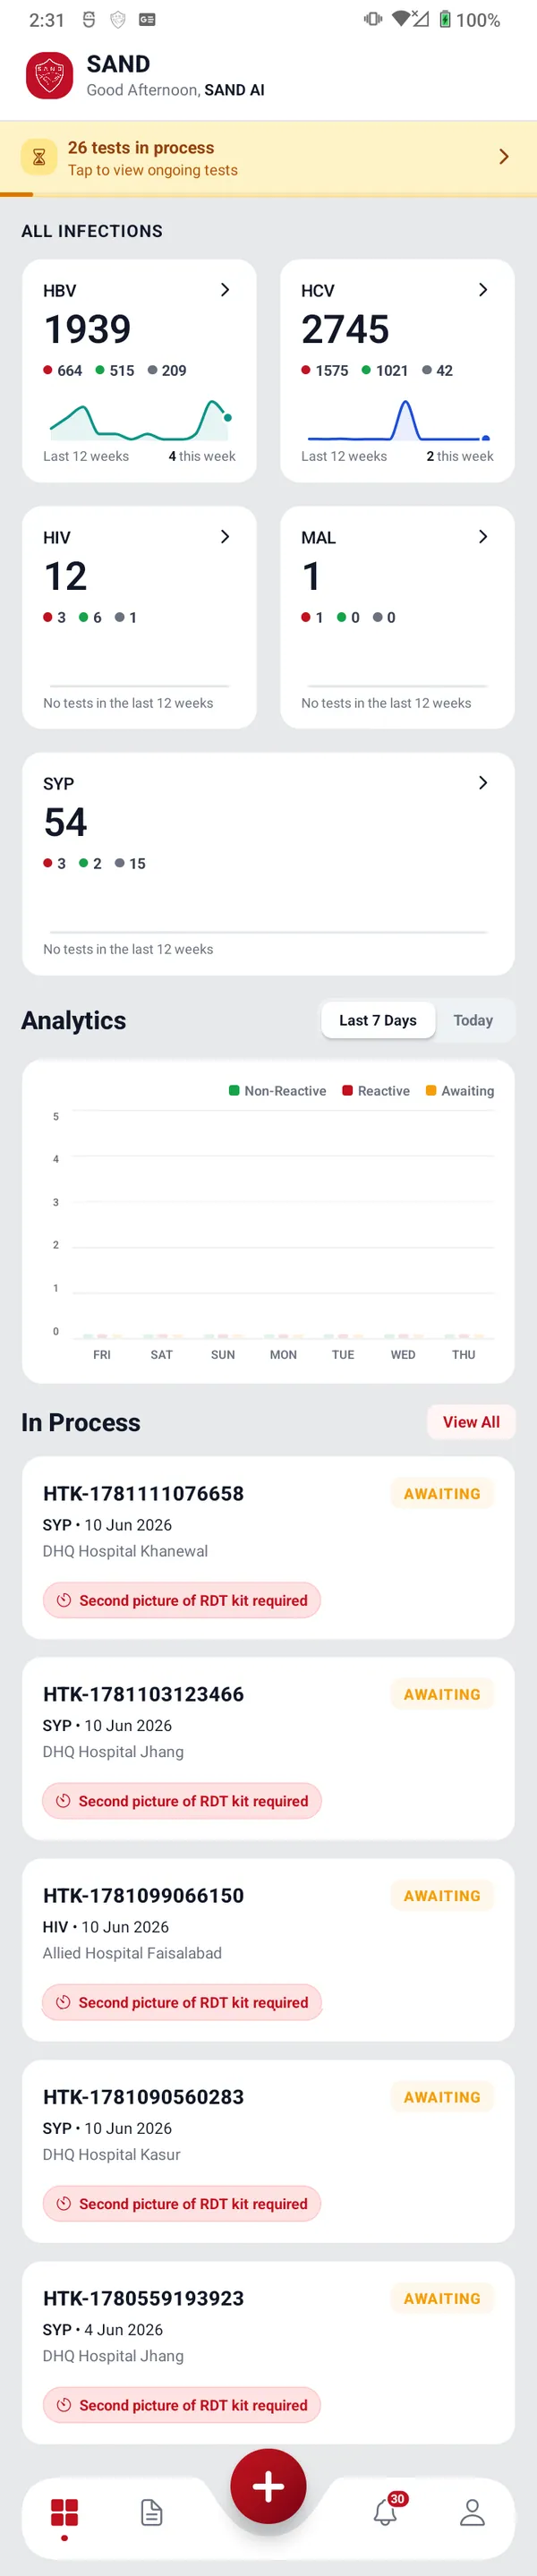 2:31
100%
SAND
Good Afternoon, SAND AI
26 tests in process
Tap to view ongoing tests
ALL INFECTIONS
HBV
1939
664 515 209
Last 12 weeks 4 this week
HCV
2745
1575 1021 42
Last 12 weeks 2 this week
HIV
12
3 6 1
No tests in the last 12 weeks
MAL
1
1 0 0
No tests in the last 12 weeks
SYP
54
3 2 15
No tests in the last 12 weeks
Analytics
Last 7 Days Today
Non-Reactive Reactive Awaiting
5
4
3
2
1
0
FRI SAT SUN MON TUE WED THU
In Process
View All
HTK-1781111076658
AWAITING
SYP • 10 Jun 2026
DHQ Hospital Khanewal
Second picture of RDT kit required
HTK-1781103123466
AWAITING
SYP • 10 Jun 2026
DHQ Hospital Jhang
Second picture of RDT kit required
HTK-1781099066150
AWAITING
HIV • 10 Jun 2026
Allied Hospital Faisalabad
Second picture of RDT kit required
HTK-1781090560283
AWAITING
SYP • 10 Jun 2026
DHQ Hospital Kasur
Second picture of RDT kit required
HTK-1780559193923
AWAITING
SYP • 4 Jun 2026
DHQ Hospital Jhang
Second picture of RDT kit required
30